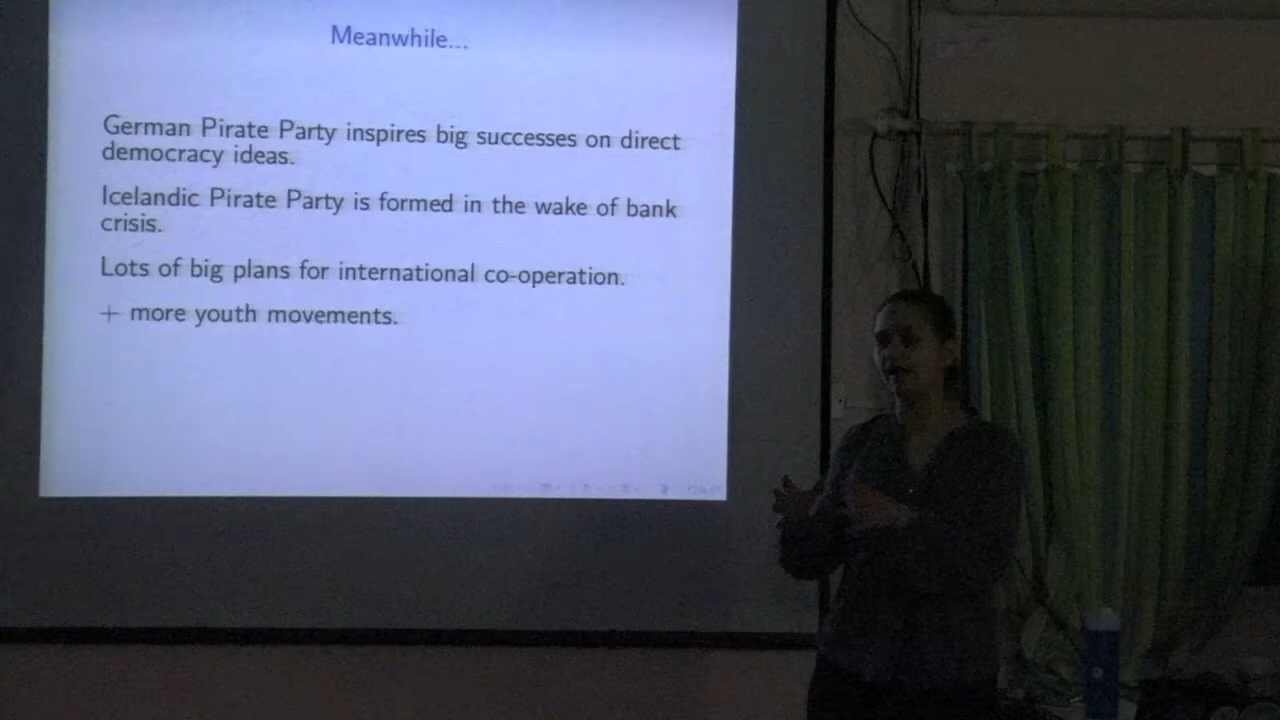 Meanwhile...
German Pirate Party inspires big successes on direct
democracy ideas.
Icelandic Pirate Party is formed in the wake of bank
crisis.
Lots of big plans for international co-operation.
+ more youth movements.